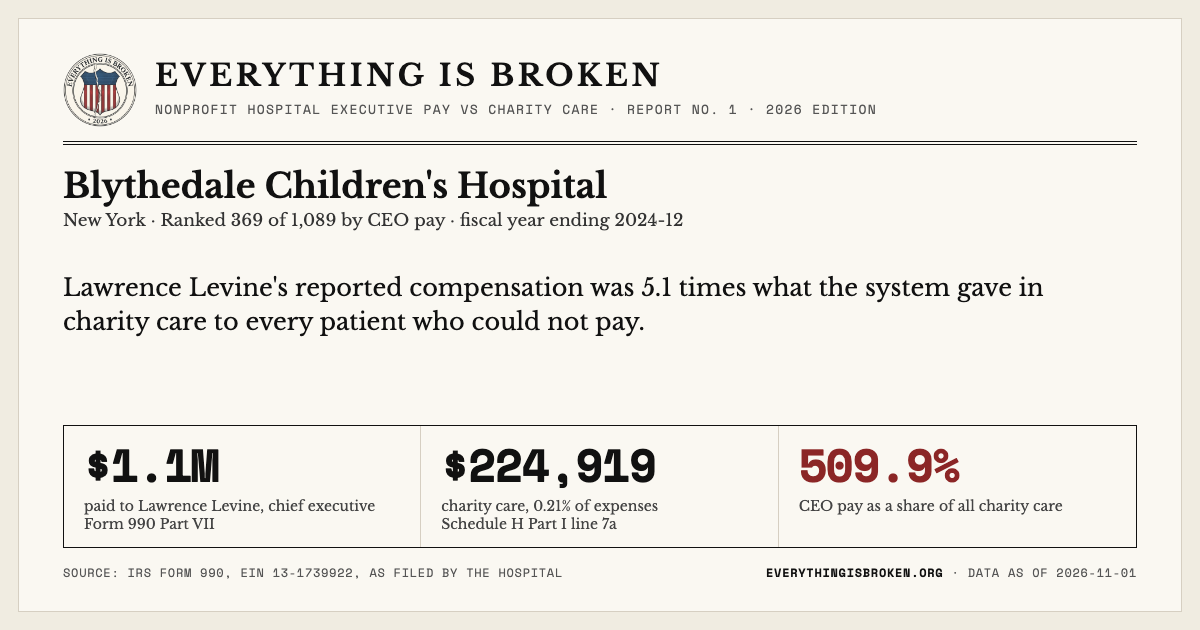 EVERYTHING IS BROKEN
· 2026 ·
EVERYTHING IS BROKEN
NONPROFIT HOSPITAL EXECUTIVE PAY VS CHARITY CARE · REPORT NO. 1 · 2026 EDITION
Blythedale Children's Hospital
New York · Ranked 369 of 1,089 by CEO pay · fiscal year ending 2024-12
Lawrence Levine's reported compensation was 5.1 times what the system gave in
charity care to every patient who could not pay.
$1.1M
paid to Lawrence Levine, chief executive
Form 990 Part VII
$224,919
charity care, 0.21% of expenses
Schedule H Part I line 7a
509.9%
CEO pay as a share of all charity care
SOURCE: IRS FORM 990, EIN 13-1739922, AS FILED BY THE HOSPITAL
EVERYTHINGISBROKEN.ORG · DATA AS OF 2026-11-01